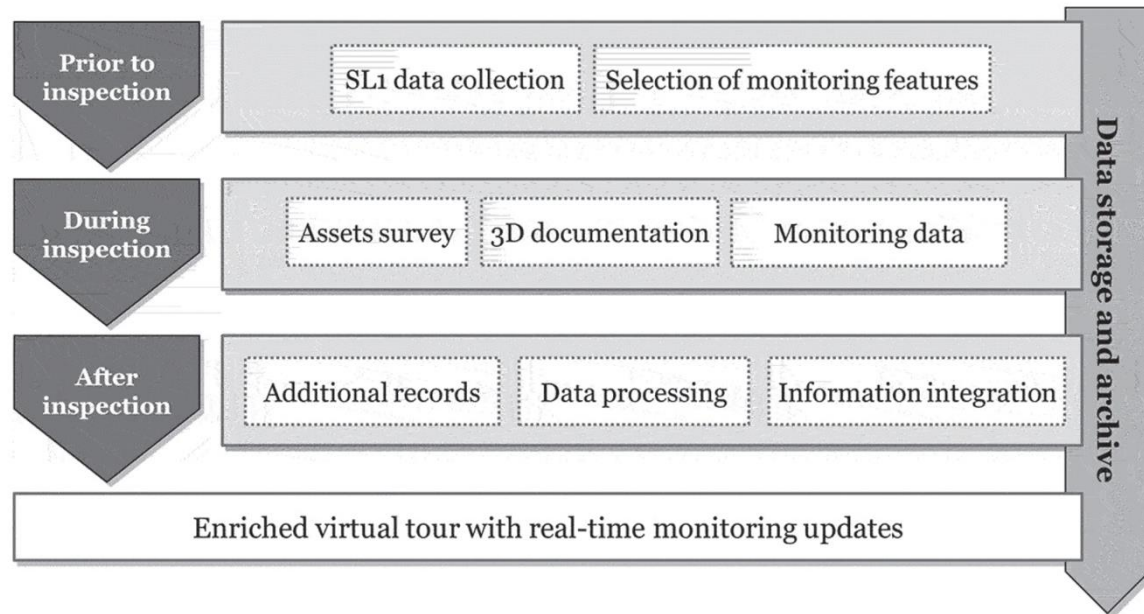 Prior to
inspection
SL1 data collection
Selection of monitoring features
During
inspection
Assets survey
3D documentation
Monitoring data
After
inspection
Additional records
Data processing
Information integration
Enriched virtual tour with real-time monitoring updates
Data storage and archive